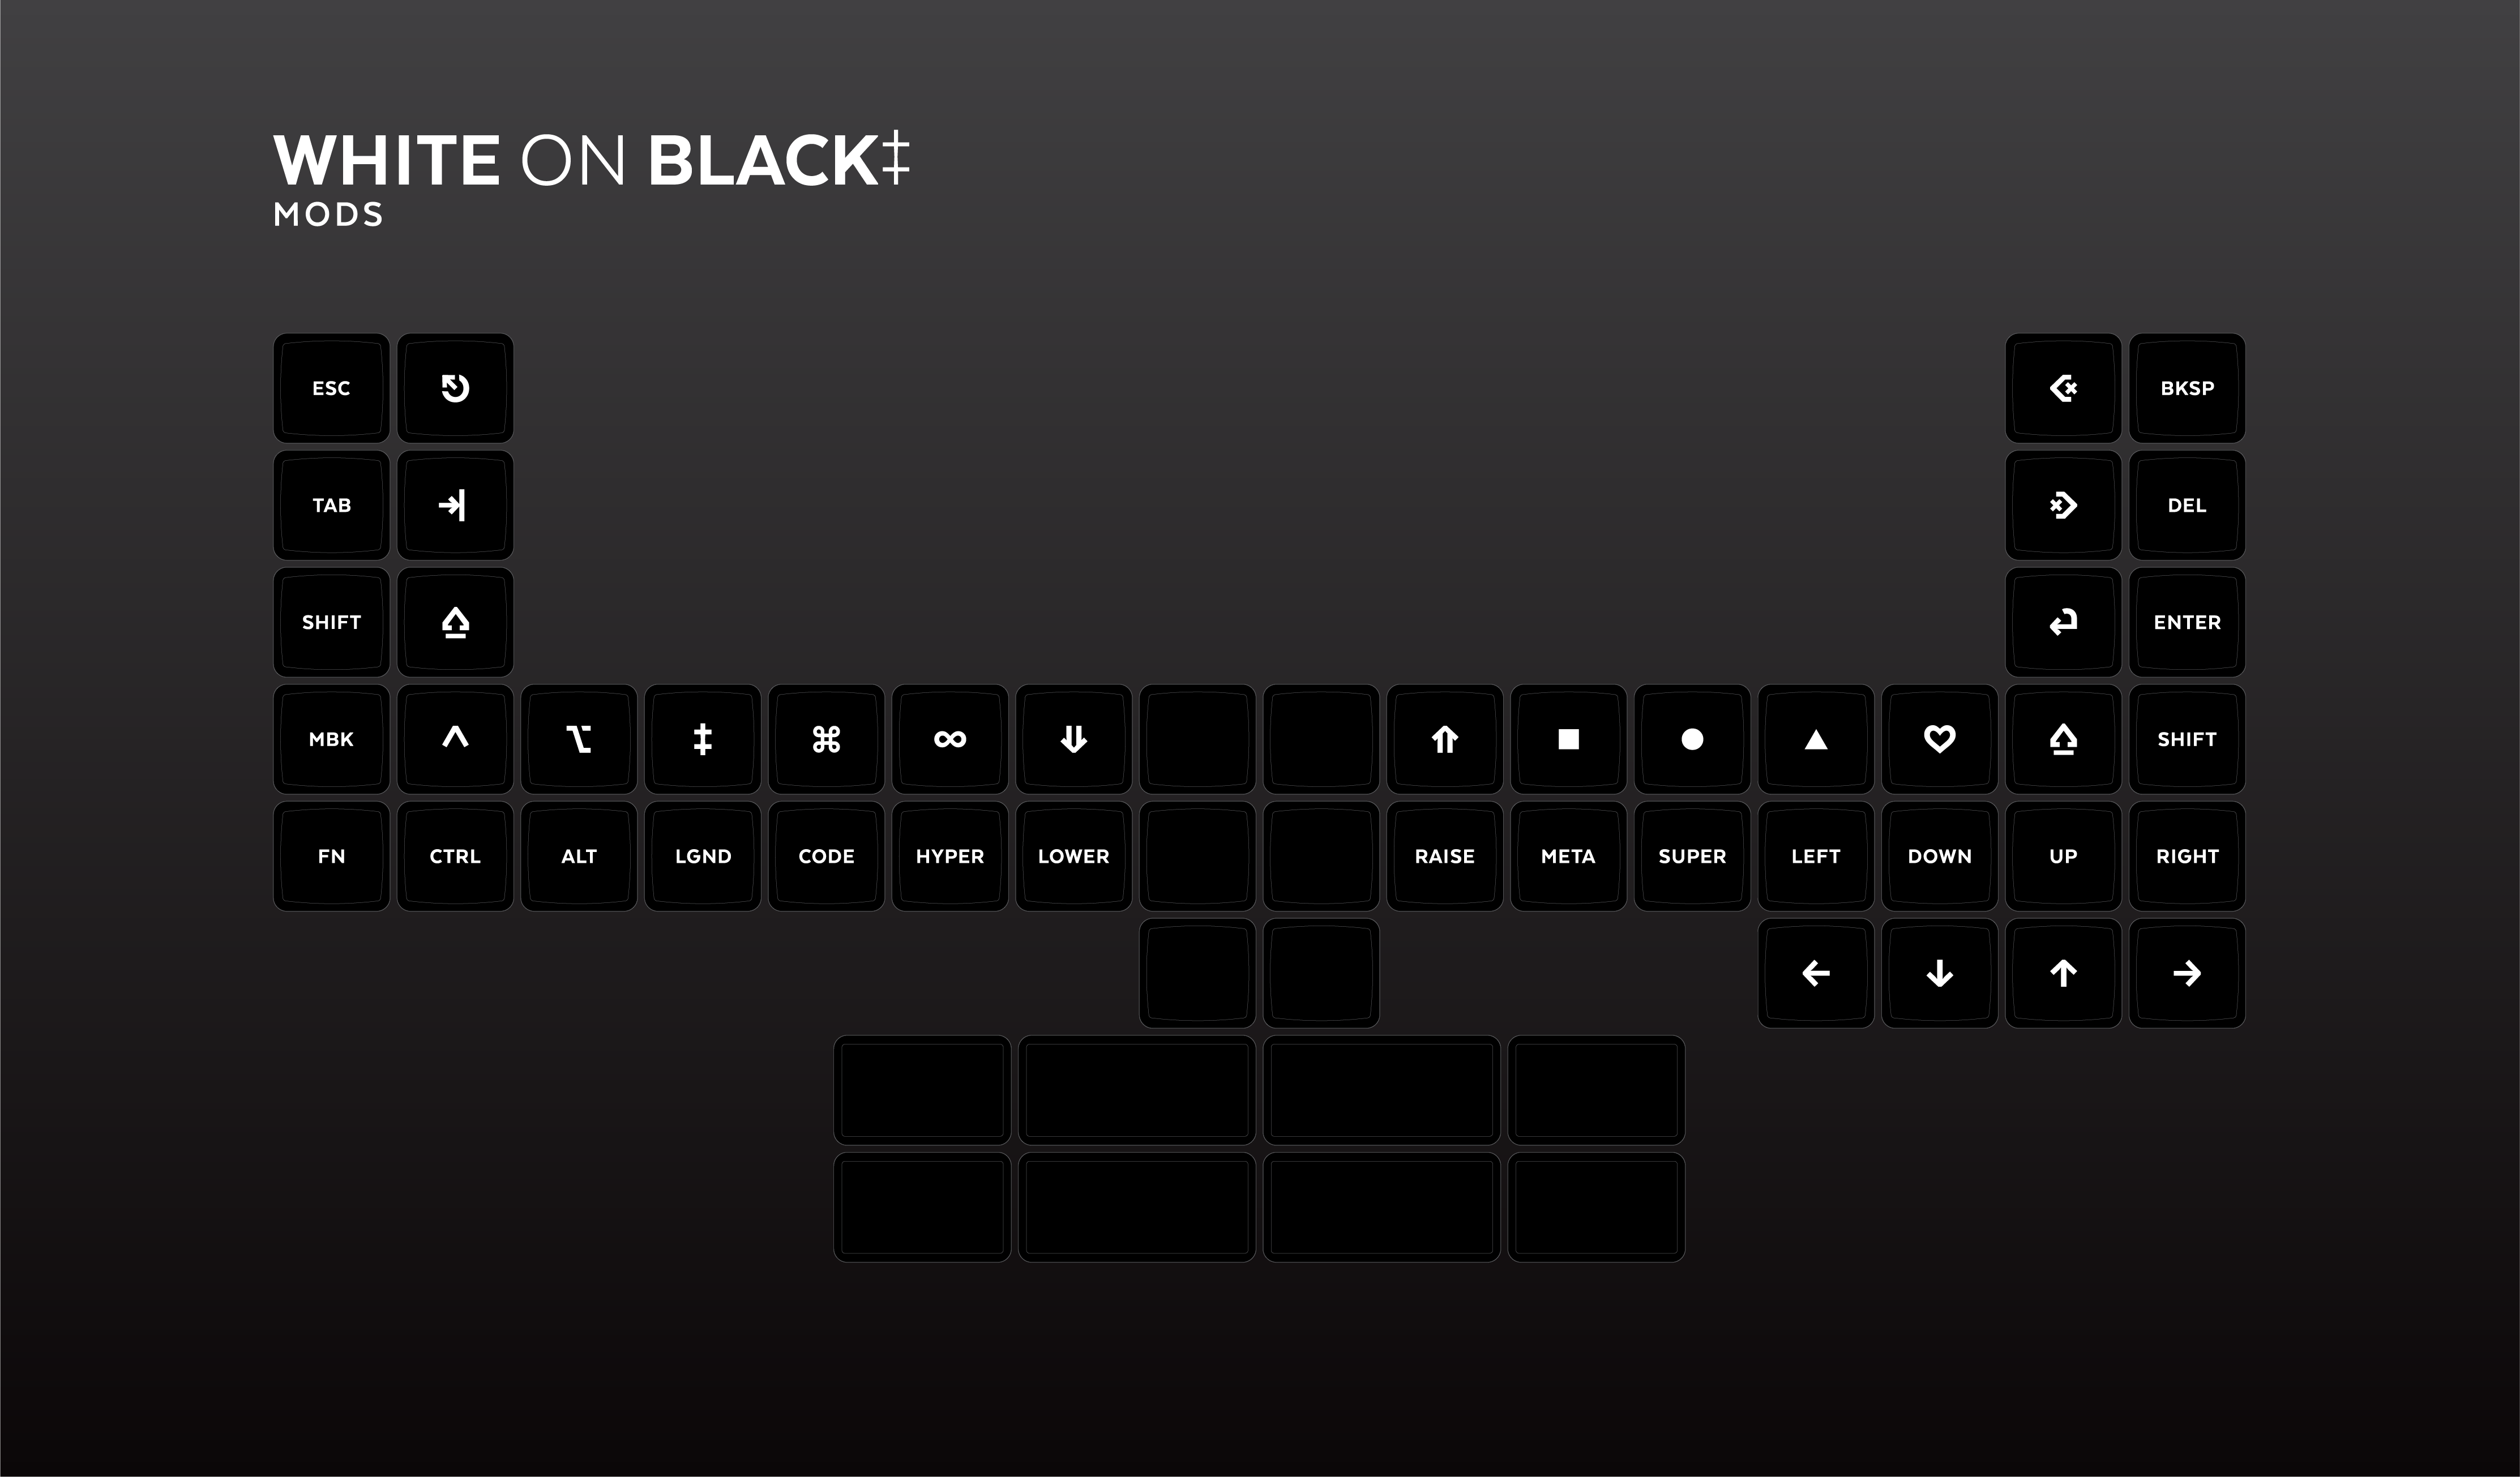 WHITE ON BLACK‡
MODS
ESC BKSP
TAB DEL
SHIFT ENTER
MBK ^ ⌥ ‡ ⌘ ∞ ⇓ ⇑ ■ ● ▲ ♡ SHIFT
FN CTRL ALT LGND CODE HYPER LOWER RAISE META SUPER LEFT DOWN UP RIGHT
← ↓ ↑ →